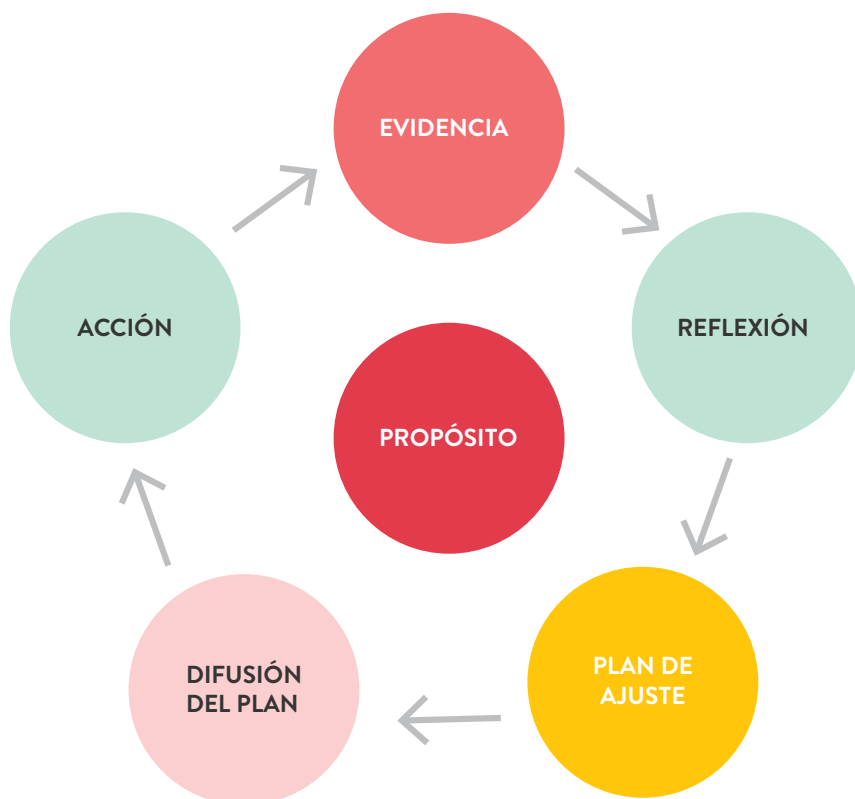 EVIDENCIA
REFLEXIÓN
ACCIÓN
PROPÓSITO
PLAN DE
AJUSTE
DIFUSIÓN
DEL PLAN